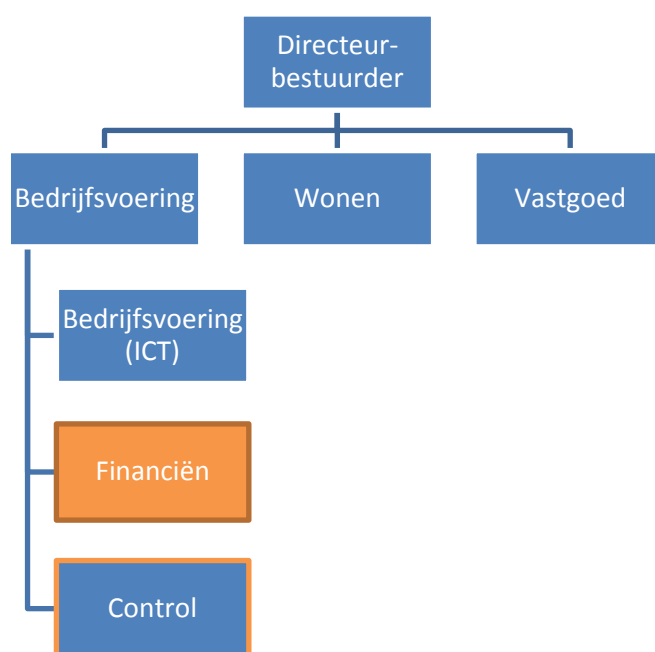 Directeur-
bestuurder
Bedrijfsvoering
Wonen
Vastgoed
Bedrijfsvoering
(ICT)
Financiën
Control